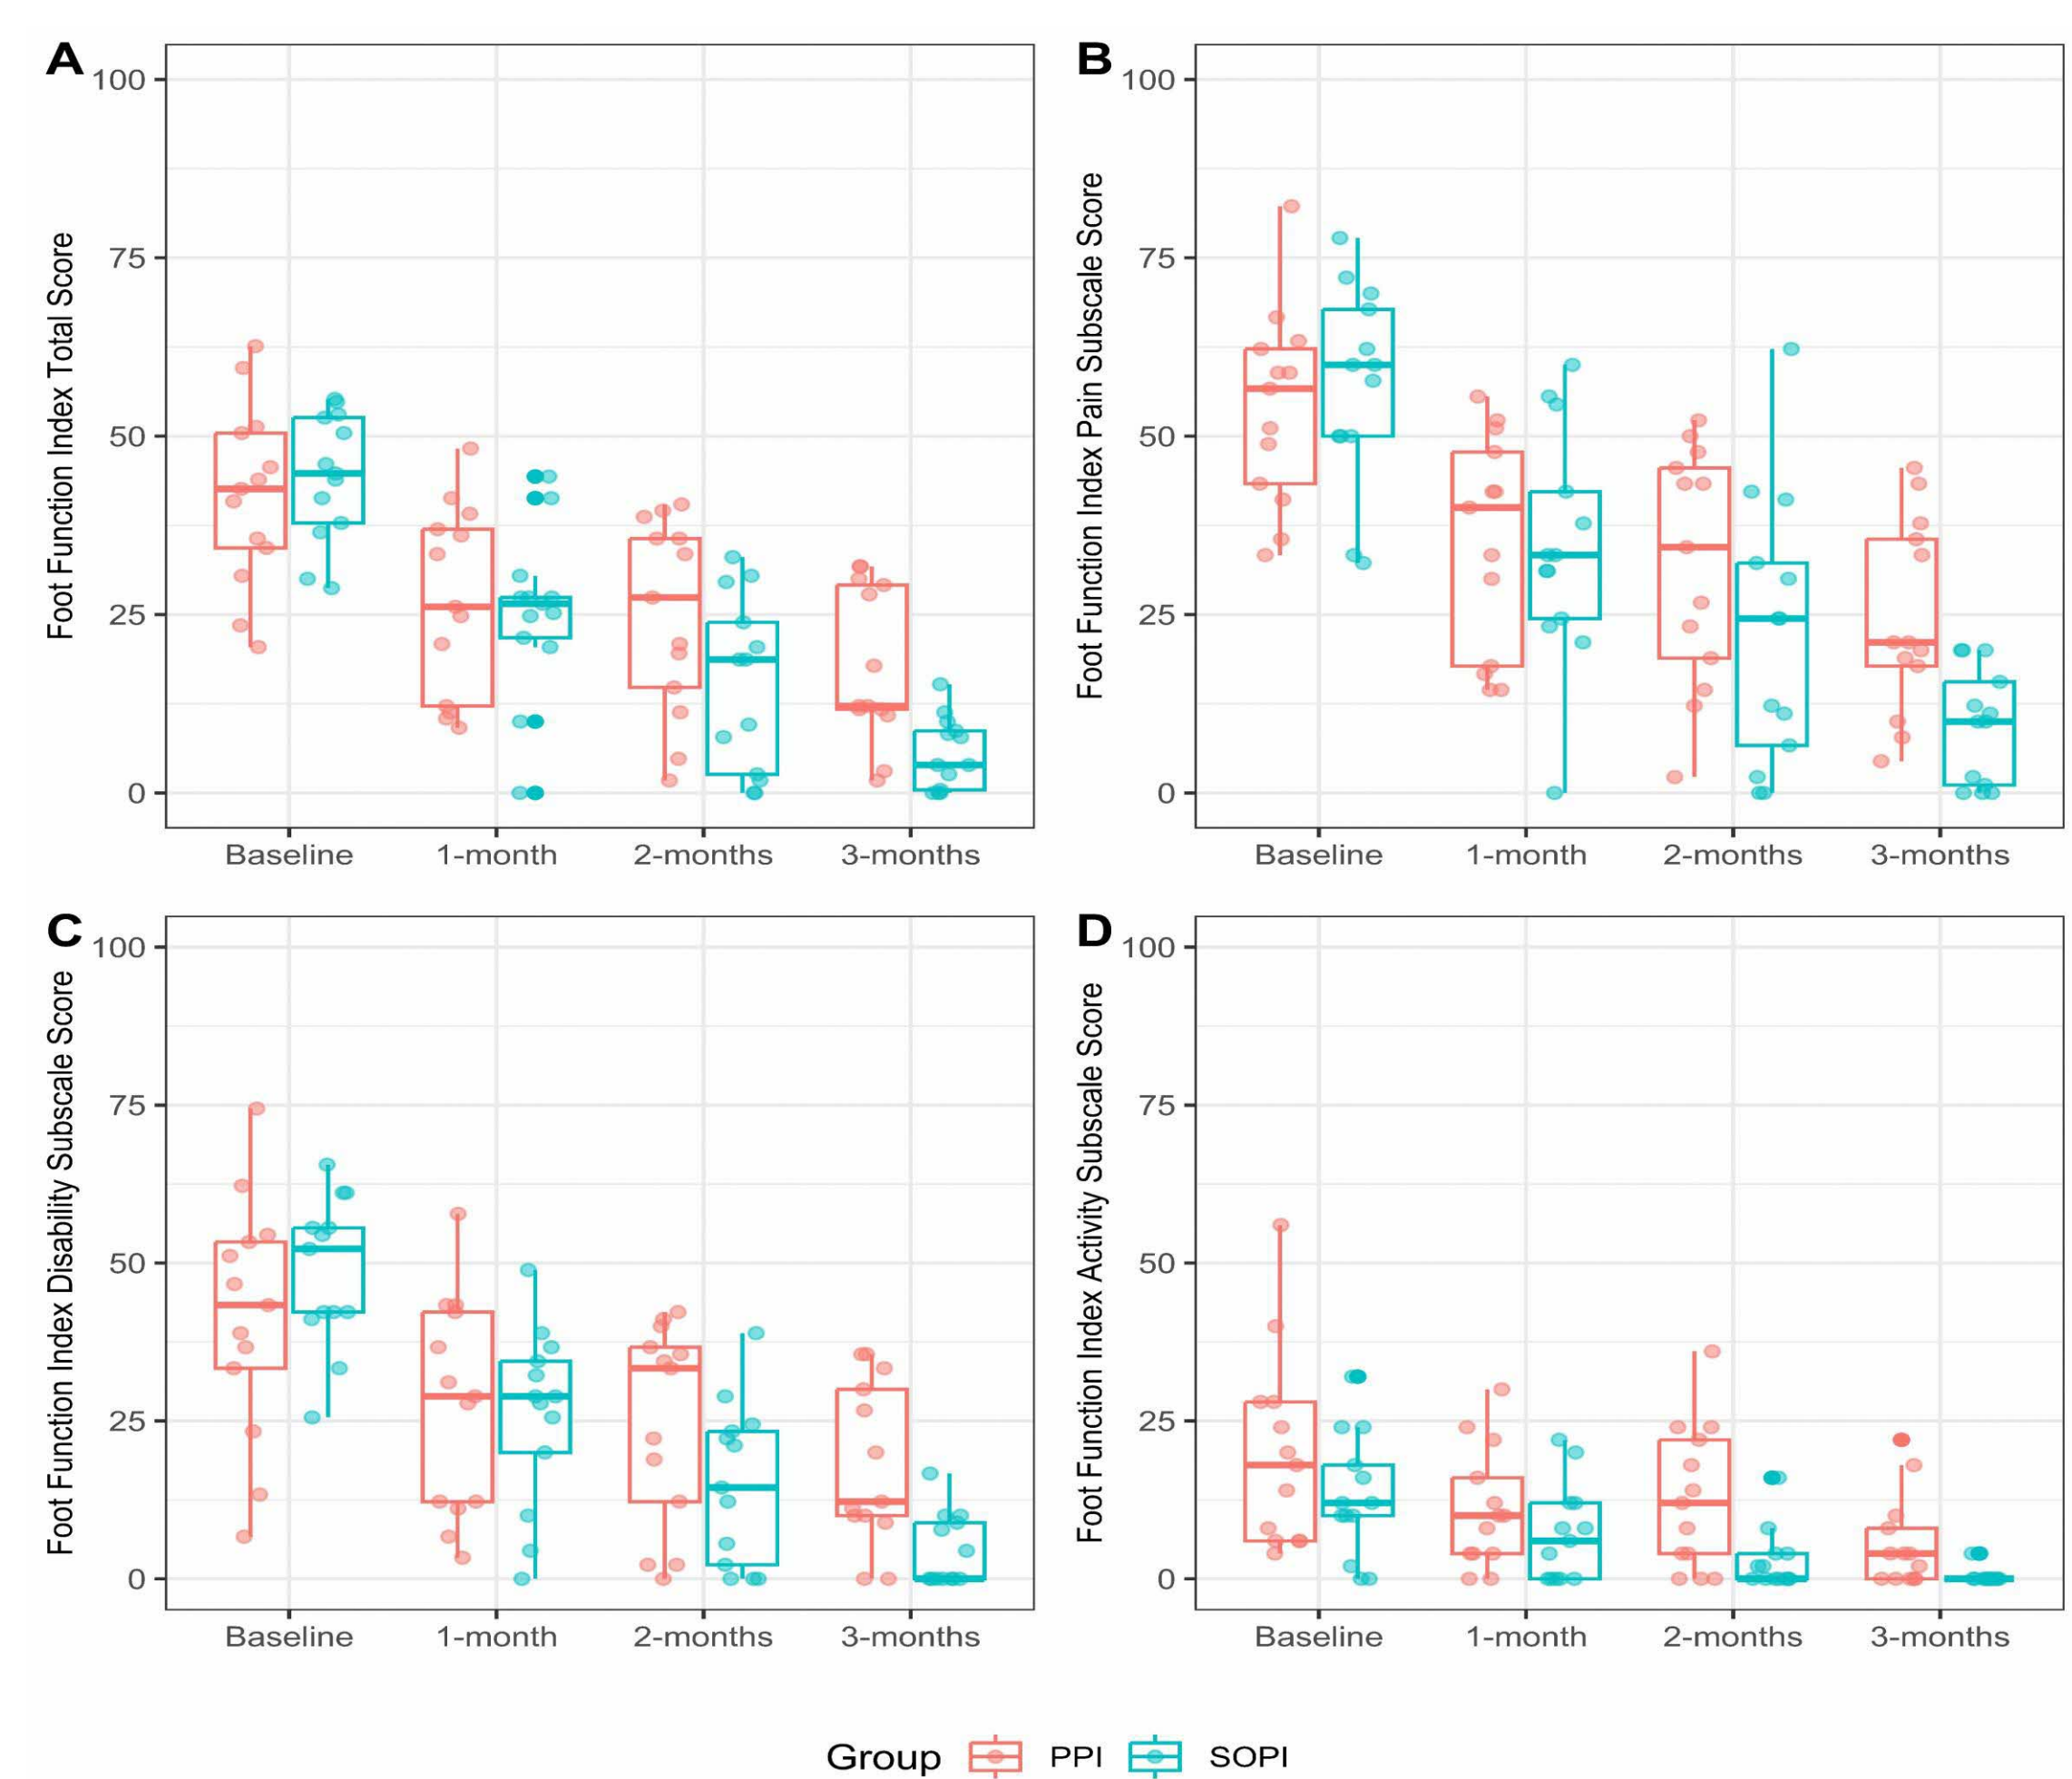 A
Foot Function Index Total Score
100
75
50
25
0
Baseline 1-month 2-months 3-months
B
Foot Function Index Pain Subscale Score
100
75
50
25
0
Baseline 1-month 2-months 3-months
C
Foot Function Index Disability Subscale Score
100
75
50
25
0
Baseline 1-month 2-months 3-months
D
Foot Function Index Activity Subscale Score
100
75
50
25
0
Baseline 1-month 2-months 3-months
Group PPI SOPI